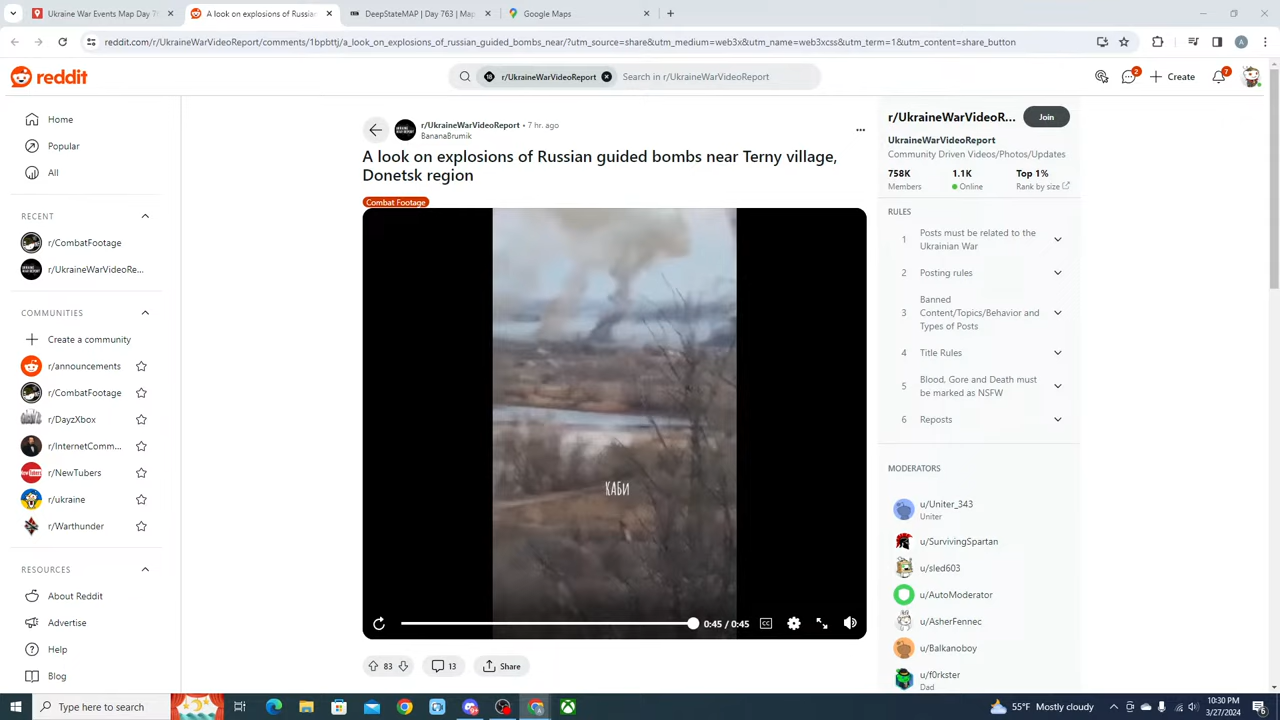 Ukraine War Events Map Day 7
A look on explosions of Russian
DeepStateMAP | Day 763 | Map
Google Maps
reddit.com/r/UkraineWarVideoReport/comments/1bpbttj/a_look_on_explosions_of_russian_guided_bombs_near/?utm_source=share&utm_medium=web3x&utm_name=web3xcss&utm_term=1&utm_content=share_button
A
reddit
r/UkraineWarVideoReport
Search in r/UkraineWarVideoReport
2
Create
7
Home
Popular
All
RECENT
r/CombatFootage
r/UkraineWarVideoRe...
COMMUNITIES
Create a community
r/announcements
r/CombatFootage
r/DayzXbox
r/InternetComm...
r/NewTubers
r/ukraine
r/Warthunder
RESOURCES
About Reddit
Advertise
Help
Blog
r/UkraineWarVideoReport • 7 hr. ago
BananaBrumik
A look on explosions of Russian guided bombs near Terny village,
Donetsk region
Combat Footage
КАБИ
0:45 / 0:45
CC
83
13
Share
r/UkraineWarVideoR...
Join
UkraineWarVideoReport
Community Driven Videos/Photos/Updates
758K
1.1K
Top 1%
Members
Online
Rank by size
RULES
1
Posts must be related to the
Ukrainian War
2
Posting rules
3
Banned
Content/Topics/Behavior and
Types of Posts
4
Title Rules
5
Blood, Gore and Death must
be marked as NSFW
6
Reposts
MODERATORS
u/Uniter_343
Uniter
u/SurvivingSpartan
u/sled603
u/AutoModerator
u/AsherFennec
u/Balkanoboy
u/f0rkster
Dad
Type here to search
55°F Mostly cloudy
10:30 PM
3/27/2024